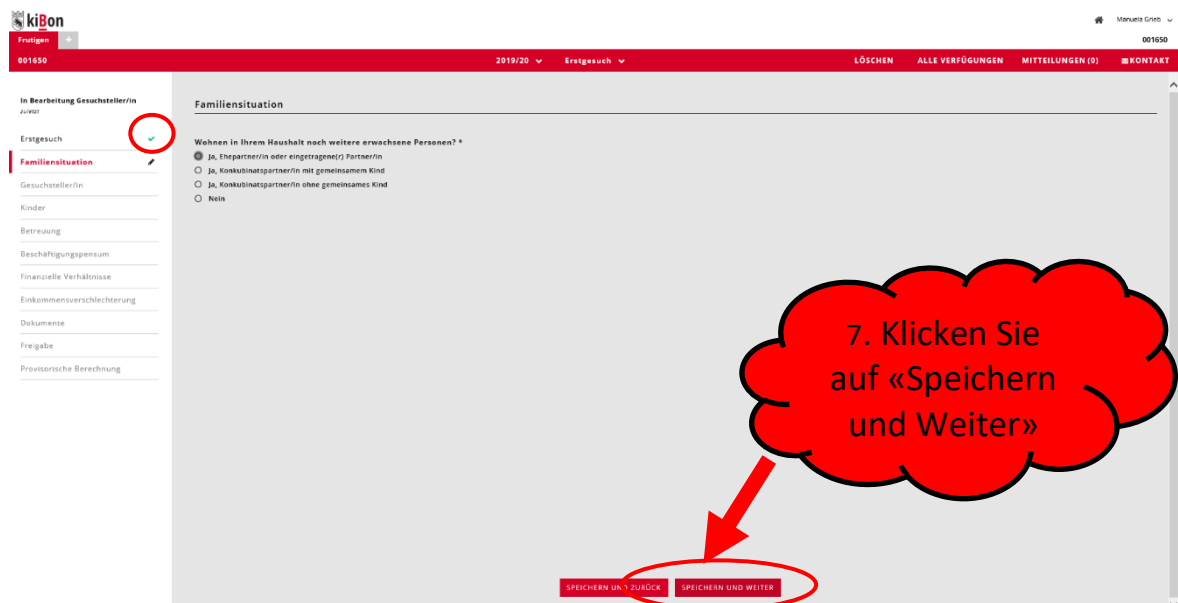 kiBon
Manuela Grieb
Frutigen +
001650
001650 2019/20 Erstgesuch LÖSCHEN ALLE VERFÜGUNGEN MITTEILUNGEN (0) KONTAKT
In Bearbeitung Gesuchsteller/in
Erstgesuch
Familiensituation
Gesuchsteller/in
Kinder
Betreuung
Beschäftigungspensum
Finanzielle Verhältnisse
Einkommensverschlechterung
Dokumente
Freigabe
Provisorische Berechnung
Familiensituation
Wohnen in Ihrem Haushalt noch weitere erwachsene Personen? *
Ja, Ehepartner/in oder eingetragene(r) Partner/in
Ja, Konkubinatspartner/in mit gemeinsamem Kind
Ja, Konkubinatspartner/in ohne gemeinsames Kind
Nein
7. Klicken Sie
auf «Speichern
und Weiter»
SPEICHERN UND ZURÜCK SPEICHERN UND WEITER